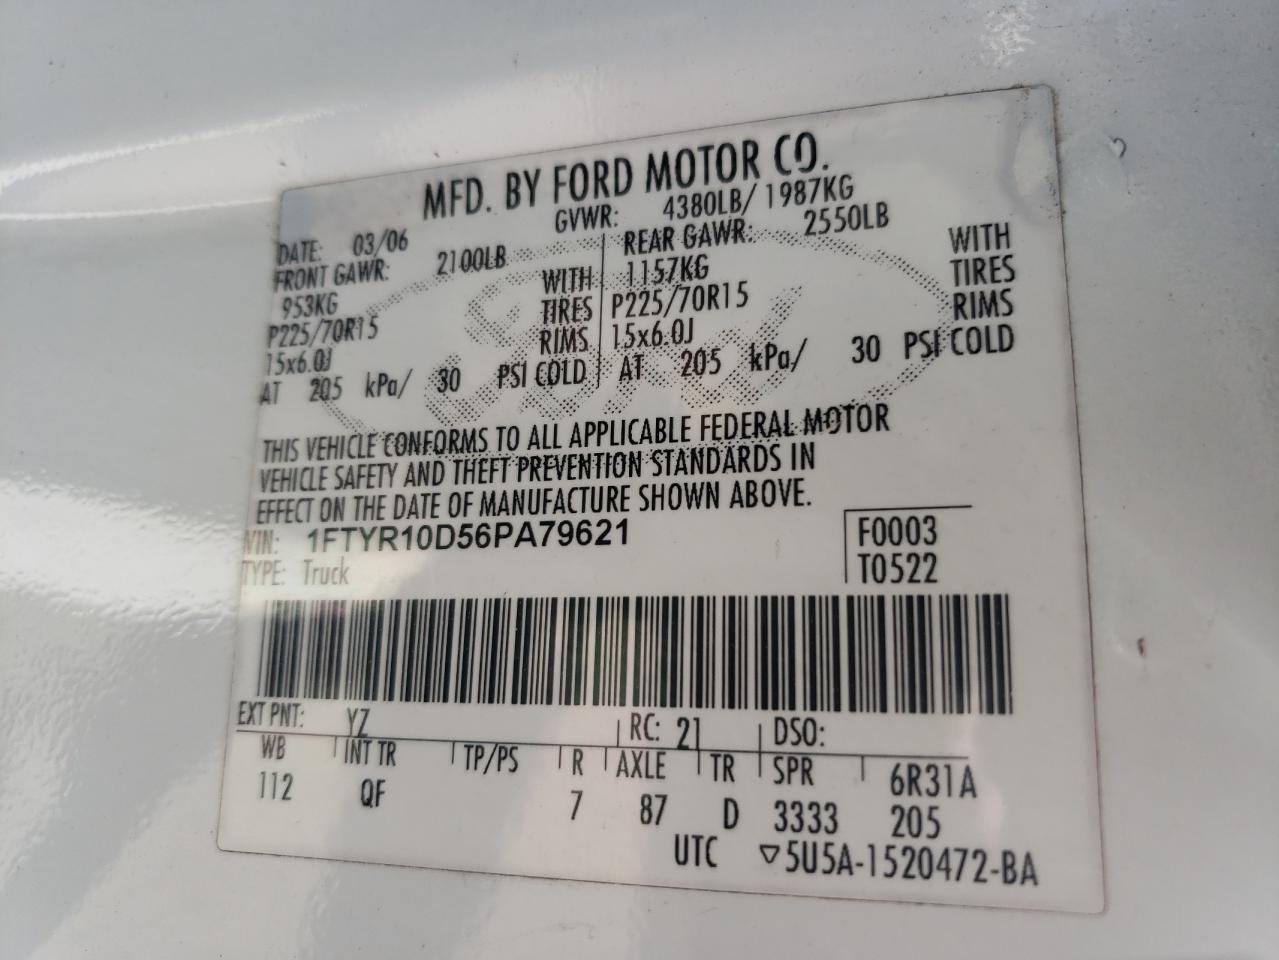 MFD. BY FORD MOTOR CO.
DATE: 03/06 GVWR: 4380LB/ 1987KG
FRONT GAWR: 2100LB REAR GAWR: 2550LB
953KG WITH 1157KG WITH
P225/70R15 TIRES P225/70R15 TIRES
15x6.0J RIMS 15x6.0J RIMS
AT 205 kPa/ 30 PSI COLD AT 205 kPa/ 30 PSI COLD
THIS VEHICLE CONFORMS TO ALL APPLICABLE FEDERAL MOTOR
VEHICLE SAFETY AND THEFT PREVENTION STANDARDS IN
EFFECT ON THE DATE OF MANUFACTURE SHOWN ABOVE.
VIN: 1FTYR10D56PA79621 F0003
TYPE: Truck T0522
EXT PNT: YZ RC: 21 DSO:
WB INT TR TP/PS R AXLE TR SPR 6R31A
112 QF 7 87 D 3333 205
UTC ▽5U5A-1520472-BA
Ford